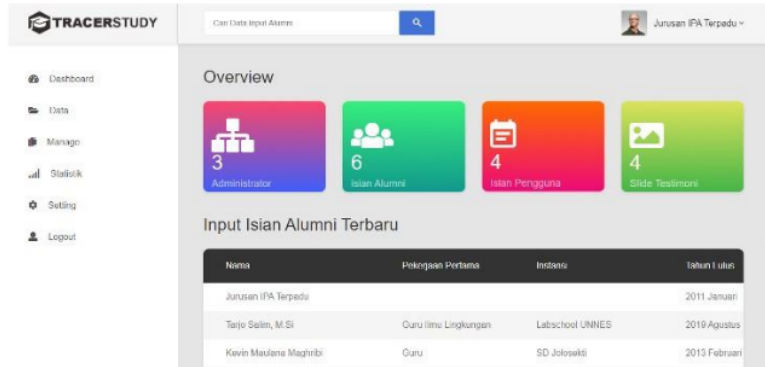 TRACERSTUDY
Cari Data Input Alumni
Jurusan IPA Terpadu
Dashboard
Data
Manage
Statistik
Setting
Logout
Overview
3
Administrator
6
Isian Alumni
4
Isian Pengguna
4
Slide Testimoni
Input Isian Alumni Terbaru
Nama Pekerjaan Pertama Instansi Tahun Lulus
Jurusan IPA Terpadu 2011 Januari
Tarjo Salim, M.Si Guru Ilmu Lingkungan Labschool UNNES 2019 Agustus
Kevin Maulana Maghribi Guru SD Jolosekti 2013 Februari